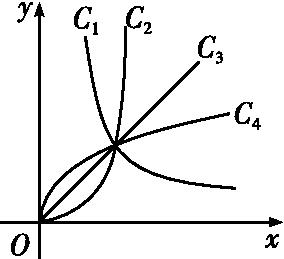 y C₁ C₂
C₃
C₄
O x